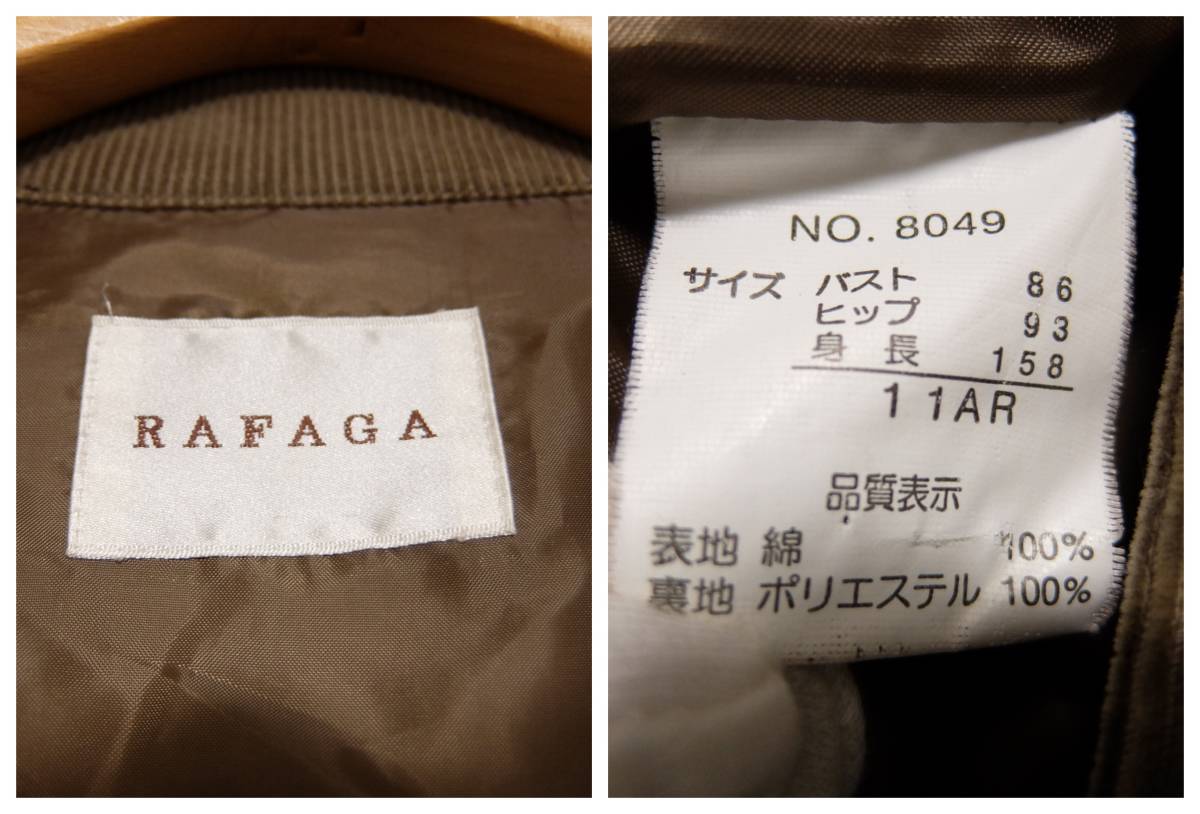 RAFAGA
NO. 8049
サイズ バスト 86
ヒップ 93
身長 158
11AR
品質表示
表地 綿 100%
裏地 ポリエステル 100%